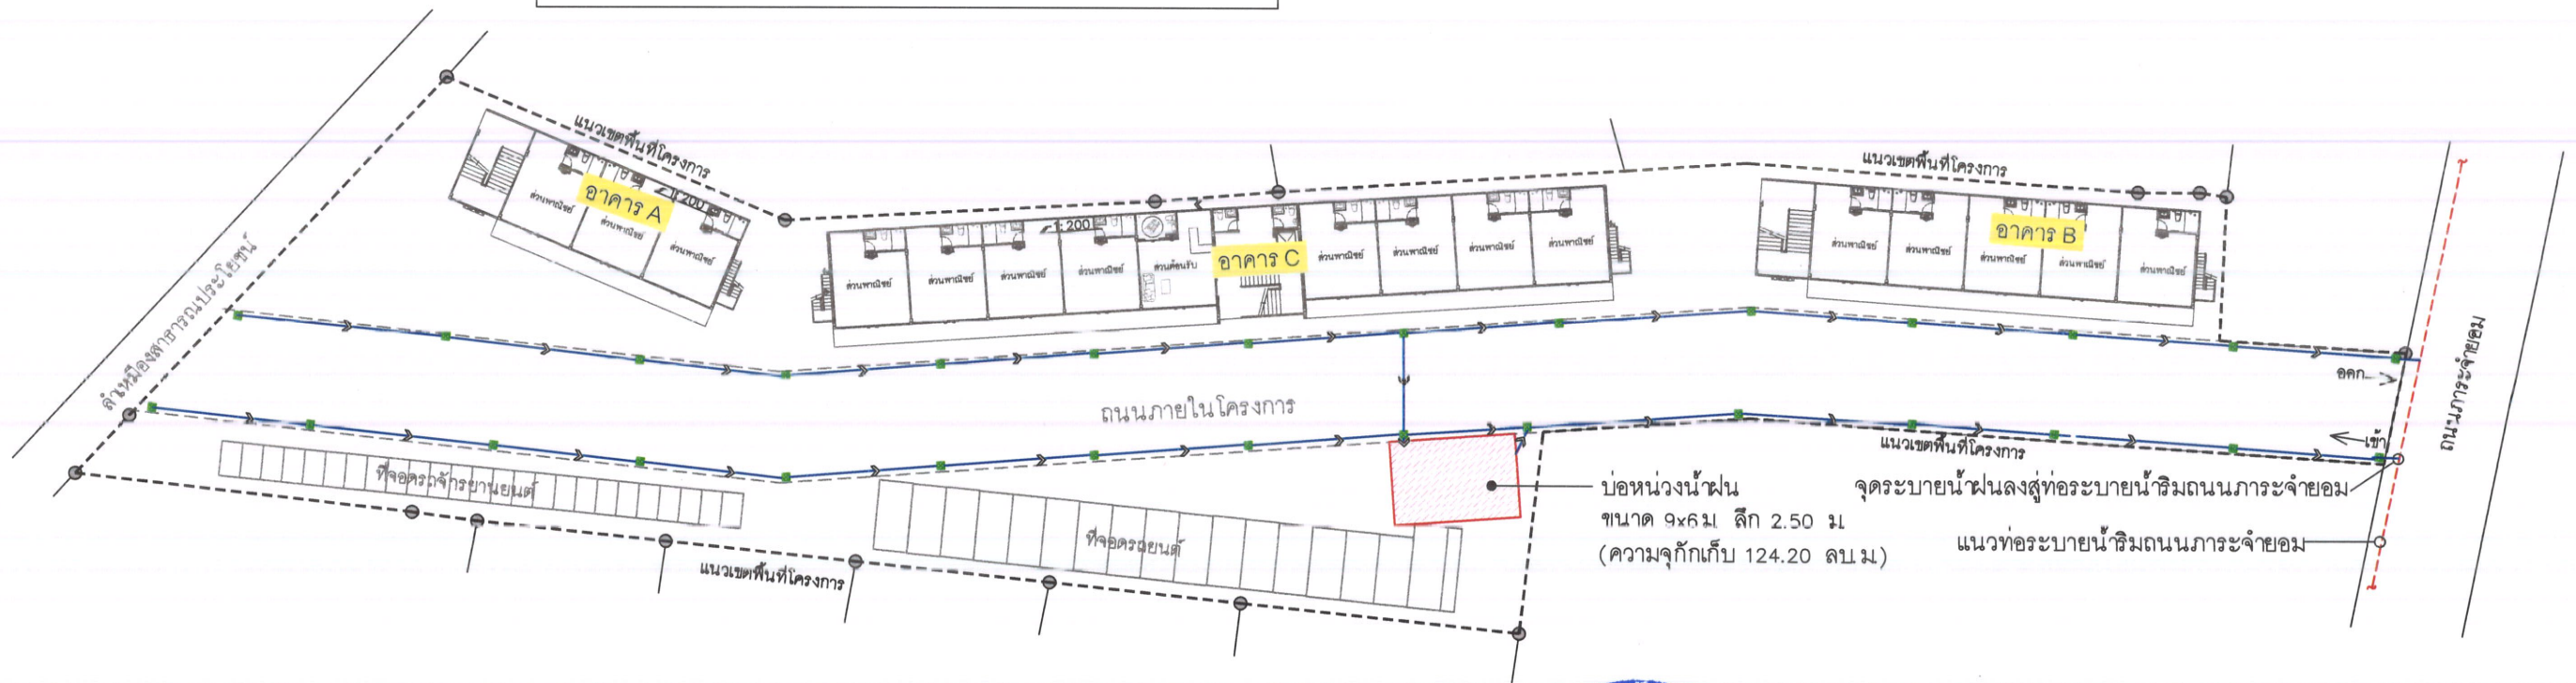 แนวเขตพื้นที่โครงการ
แนวเขตพื้นที่โครงการ
อาคาร A
1:200
ส่วนพาณิชย์
ส่วนพาณิชย์
ส่วนพาณิชย์
1:200
อาคาร C
ส่วนพาณิชย์
ส่วนพาณิชย์
ส่วนพาณิชย์
ส่วนพาณิชย์
ส่วนต้อนรับ
ส่วนพาณิชย์
ส่วนพาณิชย์
ส่วนพาณิชย์
ส่วนพาณิชย์
อาคาร B
ส่วนพาณิชย์
ส่วนพาณิชย์
ส่วนพาณิชย์
ส่วนพาณิชย์
ส่วนพาณิชย์
ลำเหมืองสาธารณประโยชน์
ถนนภาระจำยอม
ออก
ถนนภายในโครงการ
เข้า
แนวเขตพื้นที่โครงการ
ที่จอดรถจักรยานยนต์
ที่จอดรถยนต์
แนวเขตพื้นที่โครงการ
บ่อหน่วงน้ำฝน
ขนาด 9x6 ม ลึก 2.50 ม
(ความจุกักเก็บ 124.20 ลบ.ม.)
จุดระบายน้ำฝนลงสู่ท่อระบายน้ำริมถนนภาระจำยอม
แนวท่อระบายน้ำริมถนนภาระจำยอม